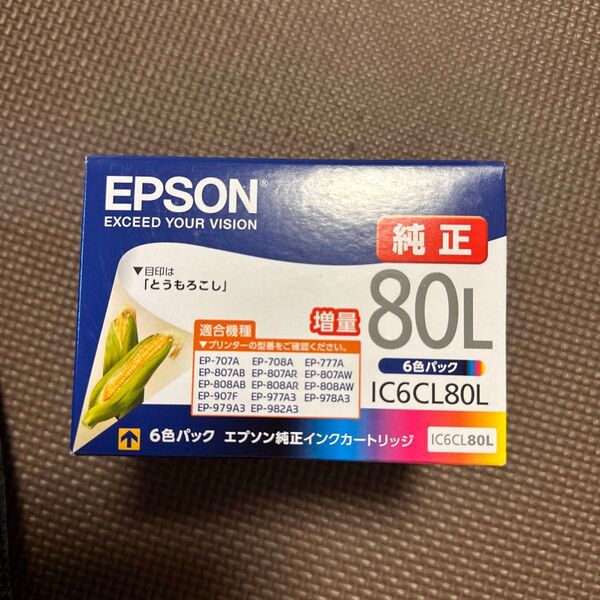 EPSON®
EXCEED YOUR VISION
純正
▼目印は
「とうもろこし」
増量
80L
適合機種
▼プリンターの型番をご確認ください。
EP-707A EP-708A EP-777A
EP-807AB EP-807AR EP-807AW
EP-808AB EP-808AR EP-808AW
EP-907F EP-977A3 EP-978A3
EP-979A3 EP-982A3
6色パック
IC6CL80L
6色パック エプソン純正インクカートリッジ
IC6CL80L